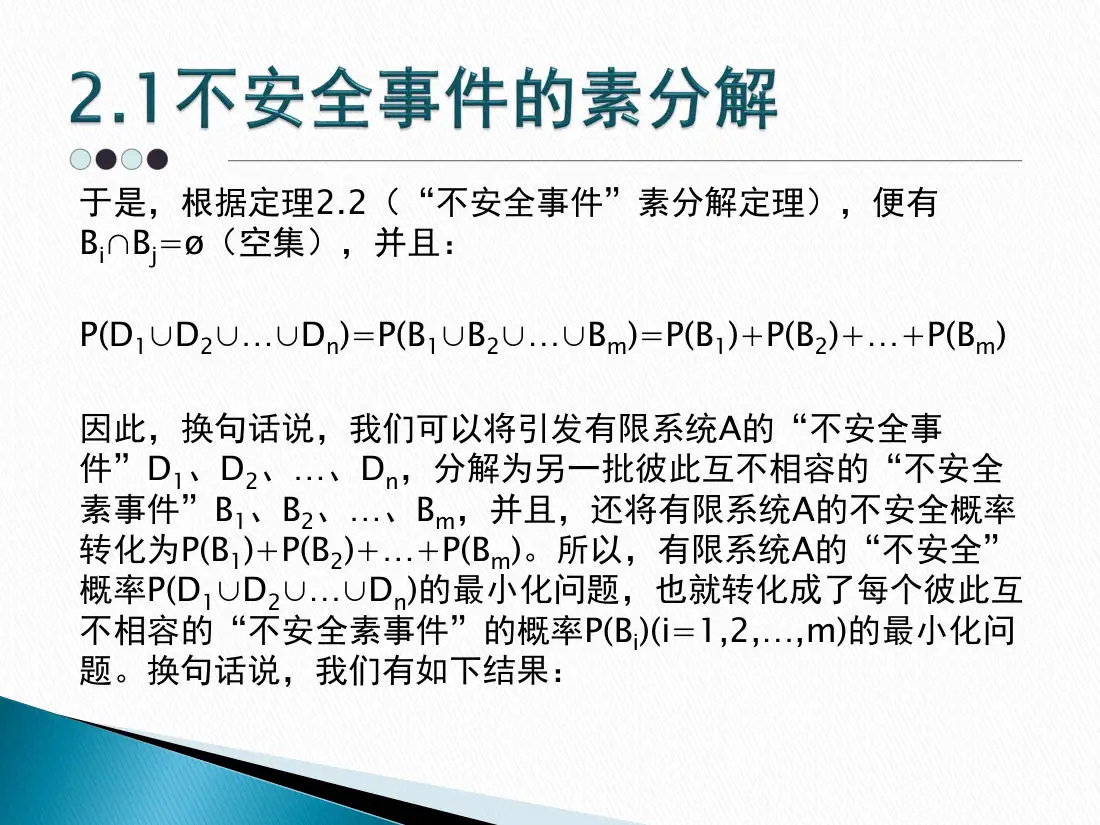 2.1不安全事件的素分解
于是，根据定理2.2（“不安全事件”素分解定理），便有
Bi∩Bj=ø（空集），并且：
P(D1∪D2∪…∪Dn)=P(B1∪B2∪…∪Bm)=P(B1)+P(B2)+…+P(Bm)
因此，换句话说，我们可以将引发有限系统A的“不安全事
件”D1、D2、…、Dn，分解为另一批彼此互不相容的“不安全
素事件”B1、B2、…、Bm，并且，还将有限系统A的不安全概率
转化为P(B1)+P(B2)+…+P(Bm)。所以，有限系统A的“不安全”
概率P(D1∪D2∪…∪Dn)的最小化问题，也就转化成了每个彼此互
不相容的“不安全素事件”的概率P(Bi)(i=1,2,…,m)的最小化问
题。换句话说，我们有如下结果：